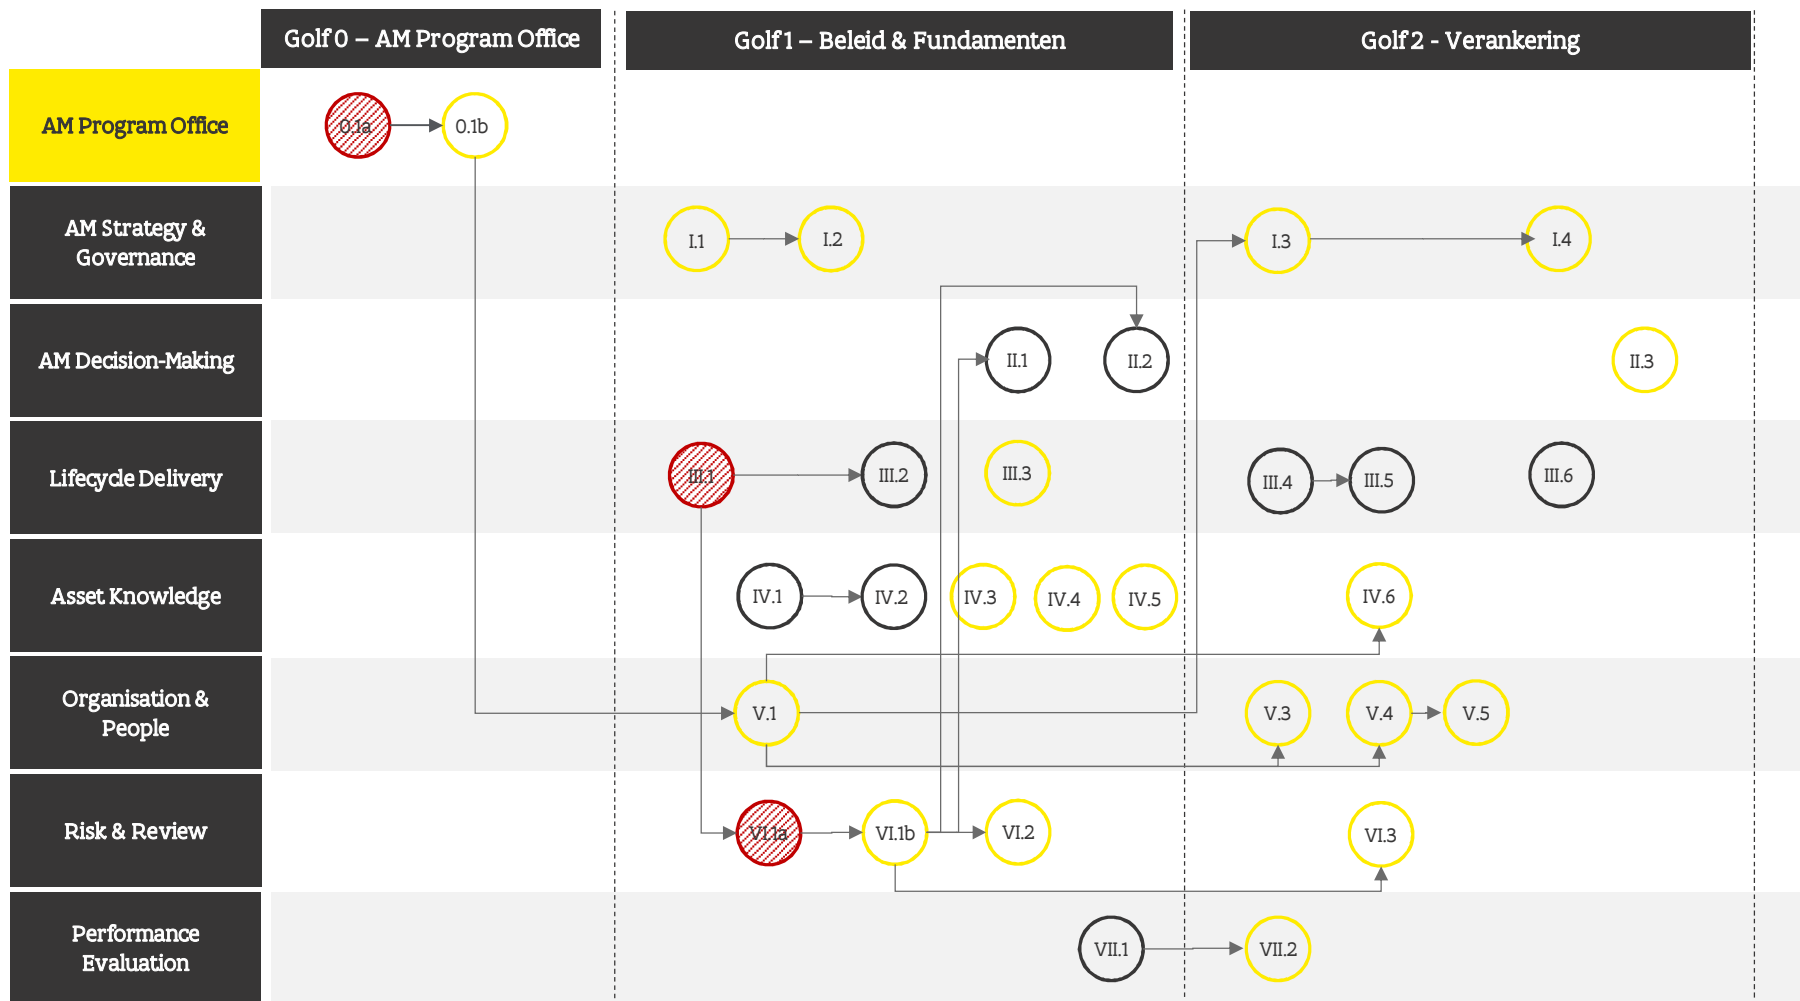 Golf 0 – AM Program Office
Golf 1 – Beleid & Fundamenten
Golf 2 - Verankering
AM Program Office
0.1a
0.1b
AM Strategy &
Governance
I.1
I.2
I.3
I.4
AM Decision-Making
II.1
II.2
II.3
Lifecycle Delivery
III.1
III.2
III.3
III.4
III.5
III.6
Asset Knowledge
IV.1
IV.2
IV.3
IV.4
IV.5
IV.6
Organisation &
People
V.1
V.3
V.4
V.5
Risk & Review
VI.1a
VI.1b
VI.2
VI.3
Performance
Evaluation
VII.1
VII.2